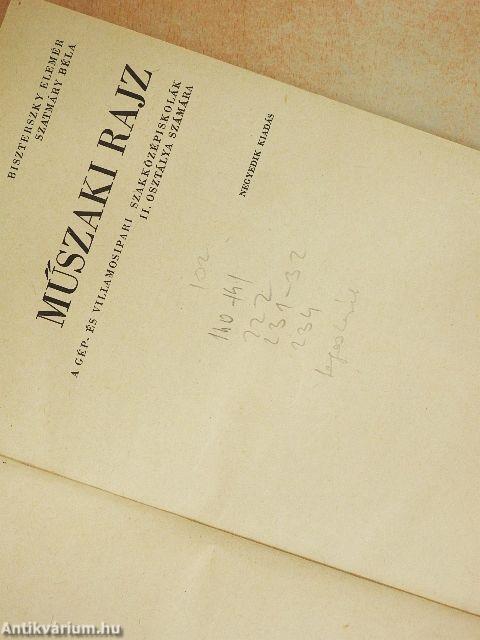 BISZTERSZKY ELEMÉR
SZATMÁRY BÉLA
MŰSZAKI RAJZ
A GÉP- ÉS VILLAMOSIPARI SZAKKÖZÉPISKOLÁK
II. OSZTÁLYA SZÁMÁRA
NEGYEDIK KIADÁS
102
140-141
222
231-32
234
Antikvárium.hu